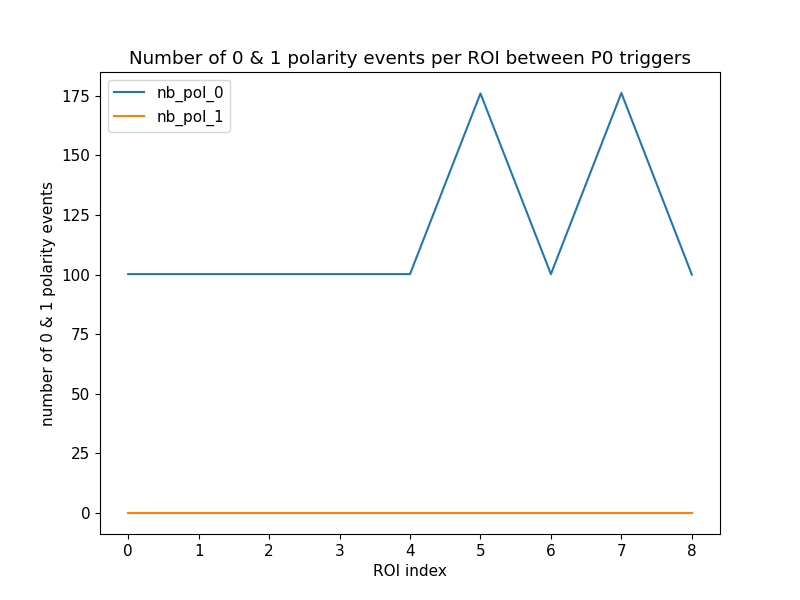 Number of 0 & 1 polarity events per ROI between P0 triggers
nb_pol_0
nb_pol_1
175
150
125
100
75
50
25
0
number of 0 & 1 polarity events
0 1 2 3 4 5 6 7 8
ROI index